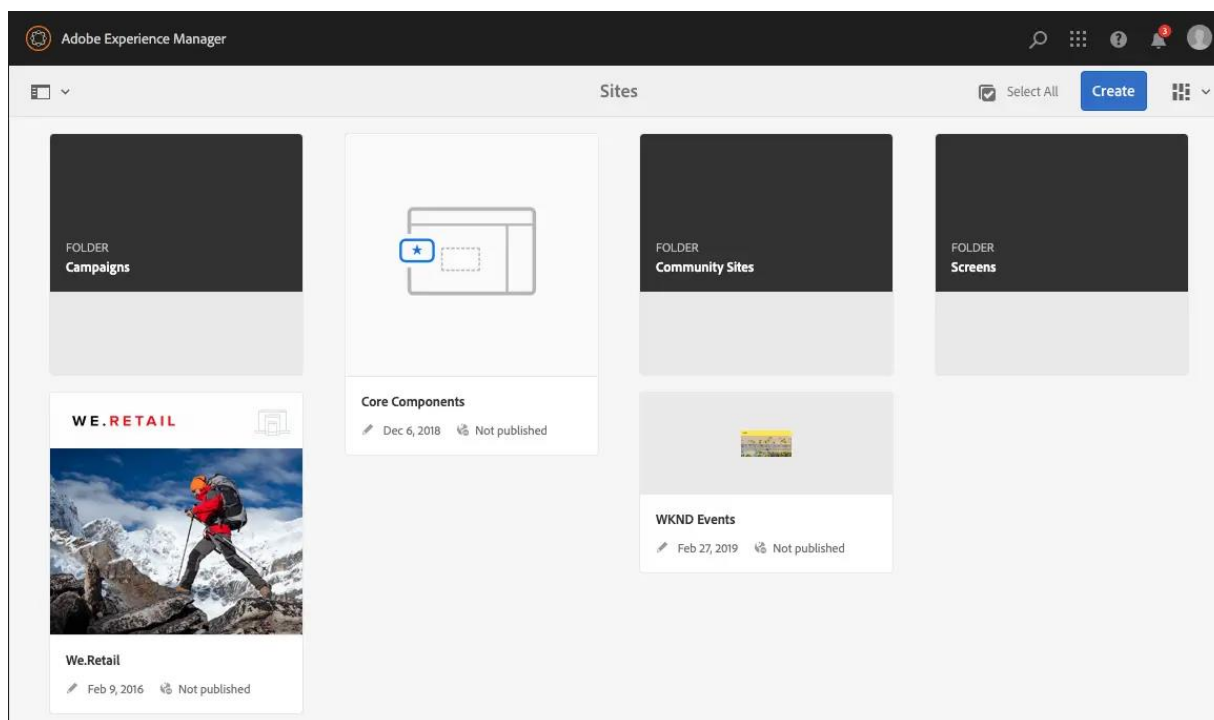 Adobe Experience Manager
3
Sites
Select All
Create
FOLDER
Campaigns
Core Components
Dec 6, 2018 Not published
FOLDER
Community Sites
FOLDER
Screens
WE.RETAIL
We.Retail
Feb 9, 2016 Not published
WKND Events
Feb 27, 2019 Not published